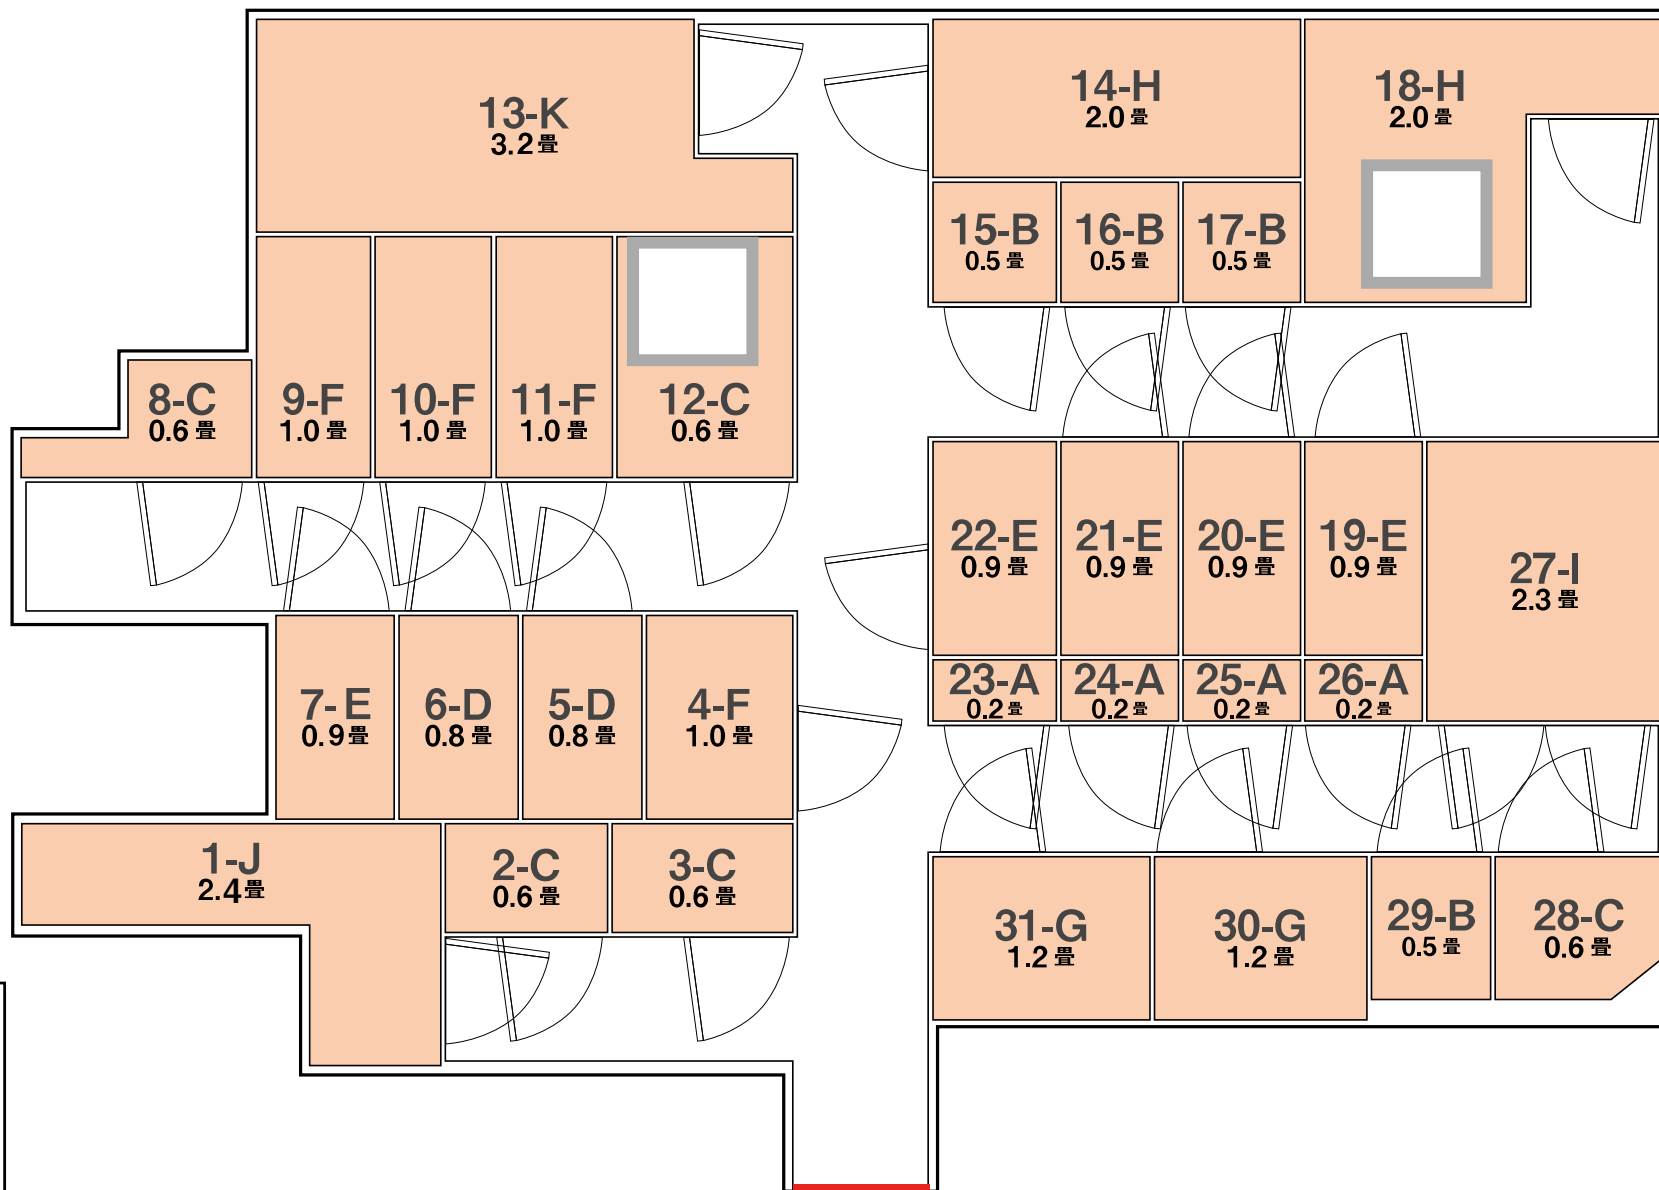 13-K
3.2畳
14-H
2.0 畳
18-H
2.0 畳
15-B
0.5 畳
16-B
0.5 畳
17-B
0.5 畳
8-C
0.6 畳
9-F
1.0 畳
10-F
1.0 畳
11-F
1.0 畳
12-C
0.6 畳
22-E
0.9 畳
21-E
0.9 畳
20-E
0.9 畳
19-E
0.9 畳
27-I
2.3 畳
23-A
0.2 畳
24-A
0.2 畳
25-A
0.2 畳
26-A
0.2 畳
7-E
0.9畳
6-D
0.8 畳
5-D
0.8 畳
4-F
1.0 畳
1-J
2.4畳
2-C
0.6 畳
3-C
0.6 畳
31-G
1.2 畳
30-G
1.2 畳
29-B
0.5 畳
28-C
0.6 畳